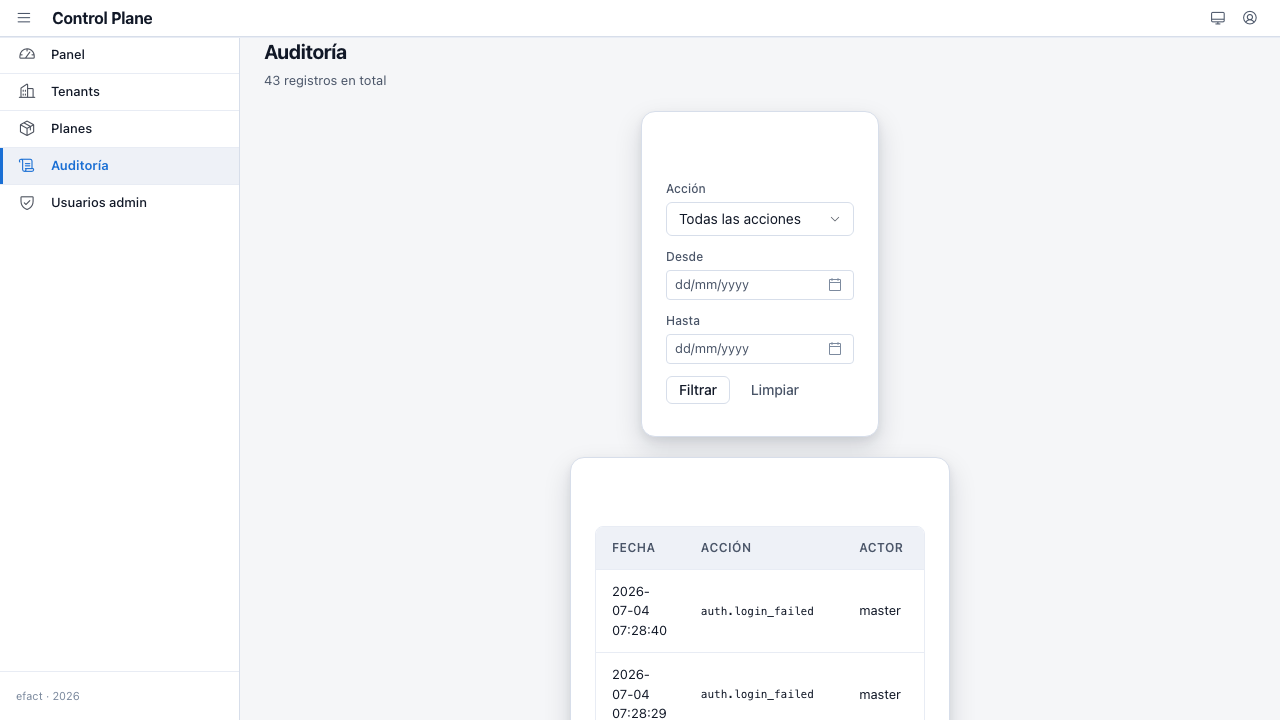 Control Plane
Panel
Tenants
Planes
Auditoría
Usuarios admin
efact · 2026
Auditoría
43 registros en total
Acción
Todas las acciones
Desde
dd/mm/yyyy
Hasta
dd/mm/yyyy
Filtrar Limpiar
FECHA ACCIÓN ACTOR
2026-
07-04
07:28:40
auth.login_failed
master
2026-
07-04
07:28:29
auth.login_failed
master